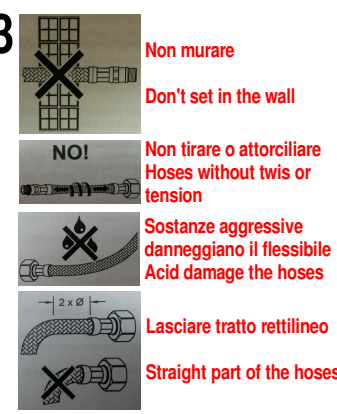 3
Non murare
Don't set in the wall
NO!
Non tirare o attorciliare
Hoses without twis or
tension
Sostanze aggressive
danneggiano il flessibile
Acid damage the hoses
2 x Ø
Lasciare tratto rettilineo
Straight part of the hoses